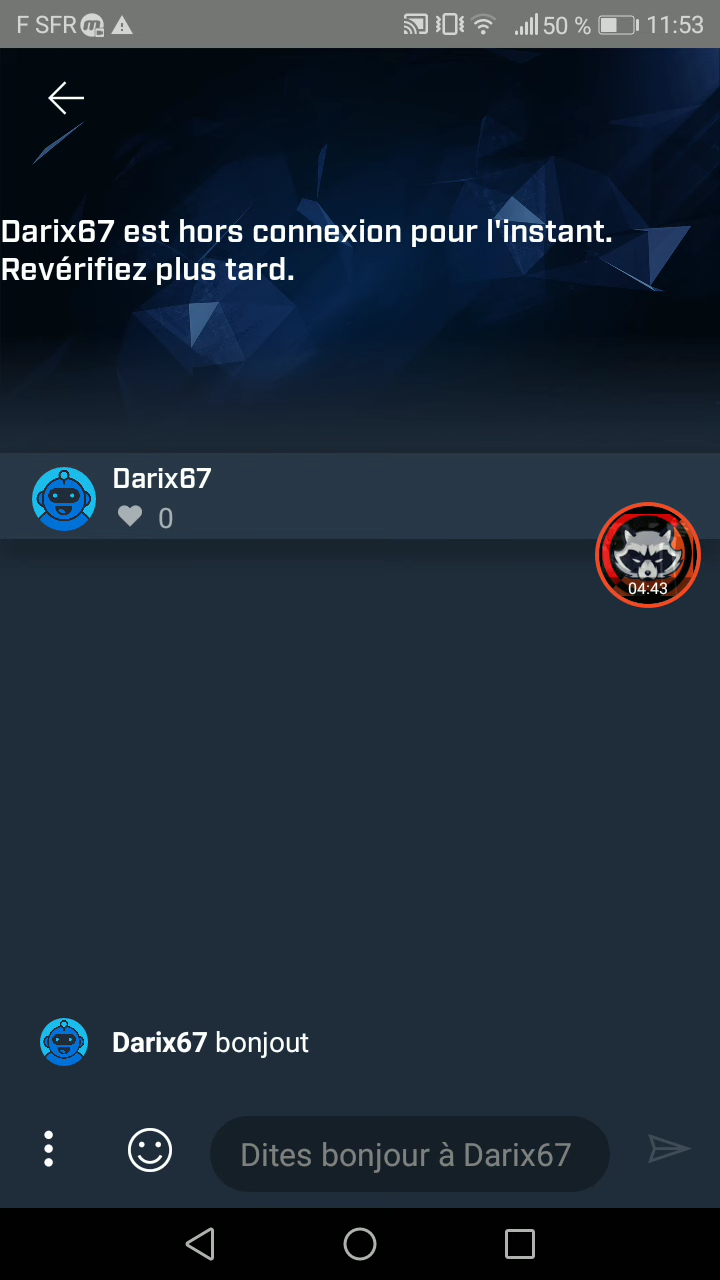 F SFR 50 % 11:53
Darix67 est hors connexion pour l'instant.
Revérifiez plus tard.
Darix67
0
04:43
Darix67 bonjout
Dites bonjour à Darix67